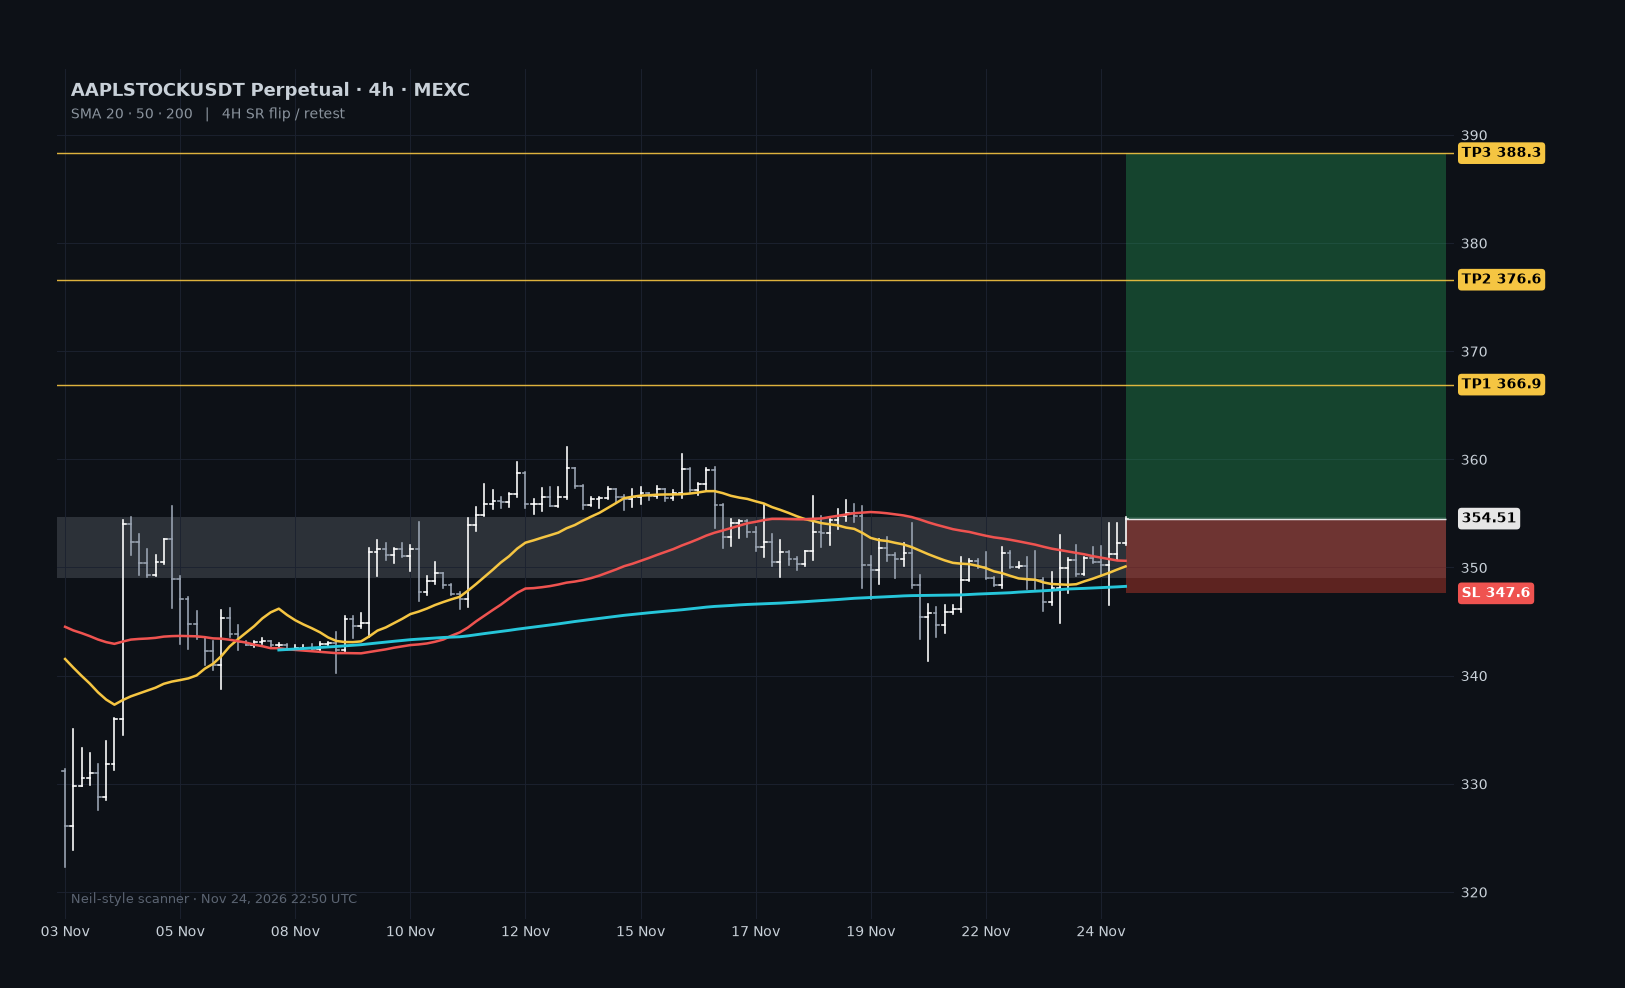 AAPLSTOCKUSDT Perpetual · 4h · MEXC
SMA 20 · 50 · 200 | 4H SR flip / retest
390
TP3 388.3
380
TP2 376.6
370
TP1 366.9
360
354.51
350
SL 347.6
340
330
320
Neil-style scanner · Nov 24, 2026 22:50 UTC
03 Nov 05 Nov 08 Nov 10 Nov 12 Nov 15 Nov 17 Nov 19 Nov 22 Nov 24 Nov